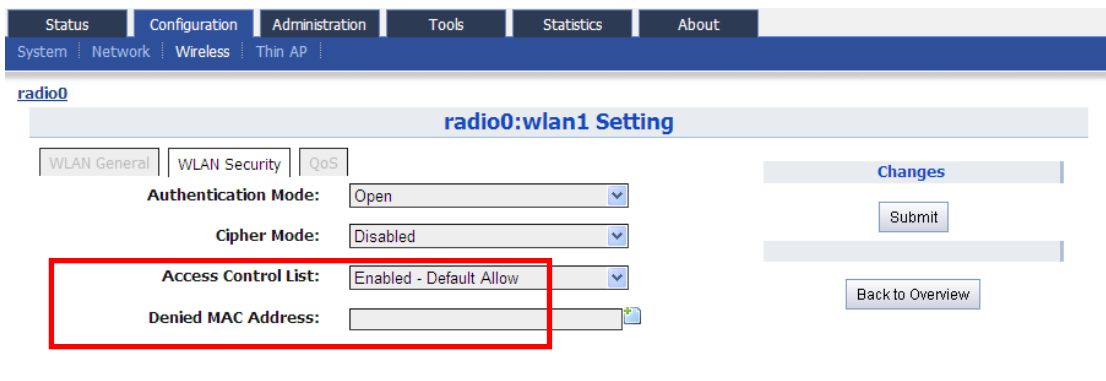 Status Configuration Administration Tools Statistics About
System Network Wireless Thin AP
radio0
radio0:wlan1 Setting
WLAN General WLAN Security QoS
Changes
Authentication Mode: Open
Submit
Cipher Mode: Disabled
Access Control List: Enabled - Default Allow
Back to Overview
Denied MAC Address: